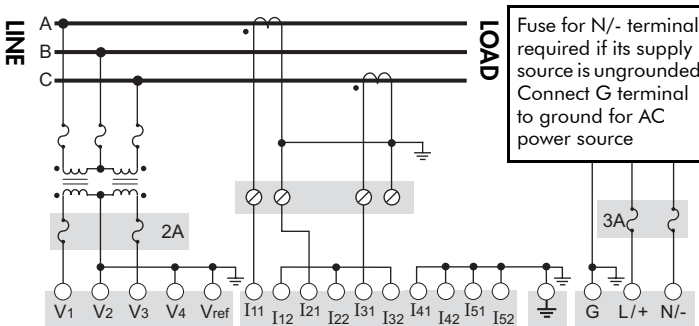 LINE
A
B
C
LOAD
Fuse for N/- terminal
required if its supply
source is ungrounded
Connect G terminal
to ground for AC
power source
2A
3A
V1 V2 V3 V4 Vref I11 I12 I21 I22 I31 I32 I41 I42 I51 I52 G L/+ N/-